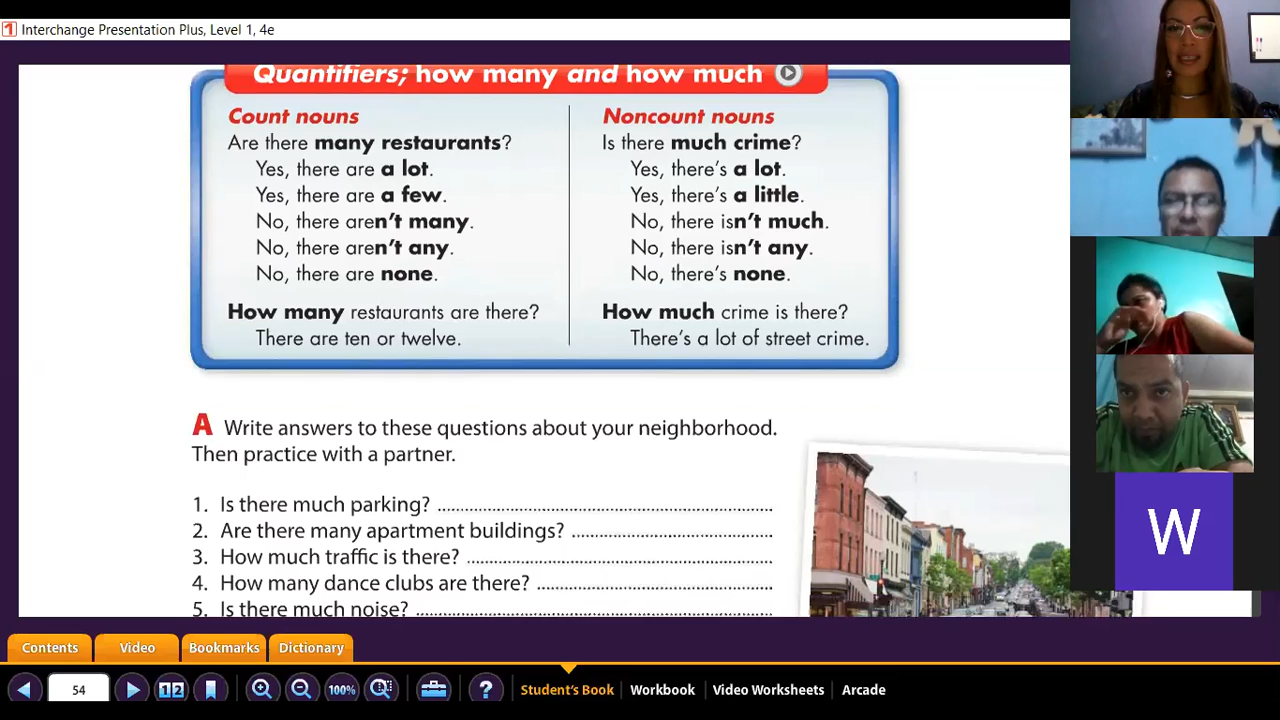 Interchange Presentation Plus, Level 1, 4e
Quantifiers; how many and how much
Count nouns
Are there many restaurants?
Yes, there are a lot.
Yes, there are a few.
No, there aren't many.
No, there aren't any.
No, there are none.
How many restaurants are there?
There are ten or twelve.
Noncount nouns
Is there much crime?
Yes, there's a lot.
Yes, there's a little.
No, there isn't much.
No, there isn't any.
No, there's none.
How much crime is there?
There's a lot of street crime.
A Write answers to these questions about your neighborhood.
Then practice with a partner.
1. Is there much parking? ........................................
2. Are there many apartment buildings? ........................................
3. How much traffic is there? ........................................
4. How many dance clubs are there? ........................................
5. Is there much noise? ........................................
W
Contents Video Bookmarks Dictionary
54 12 100% ? Student's Book Workbook Video Worksheets Arcade